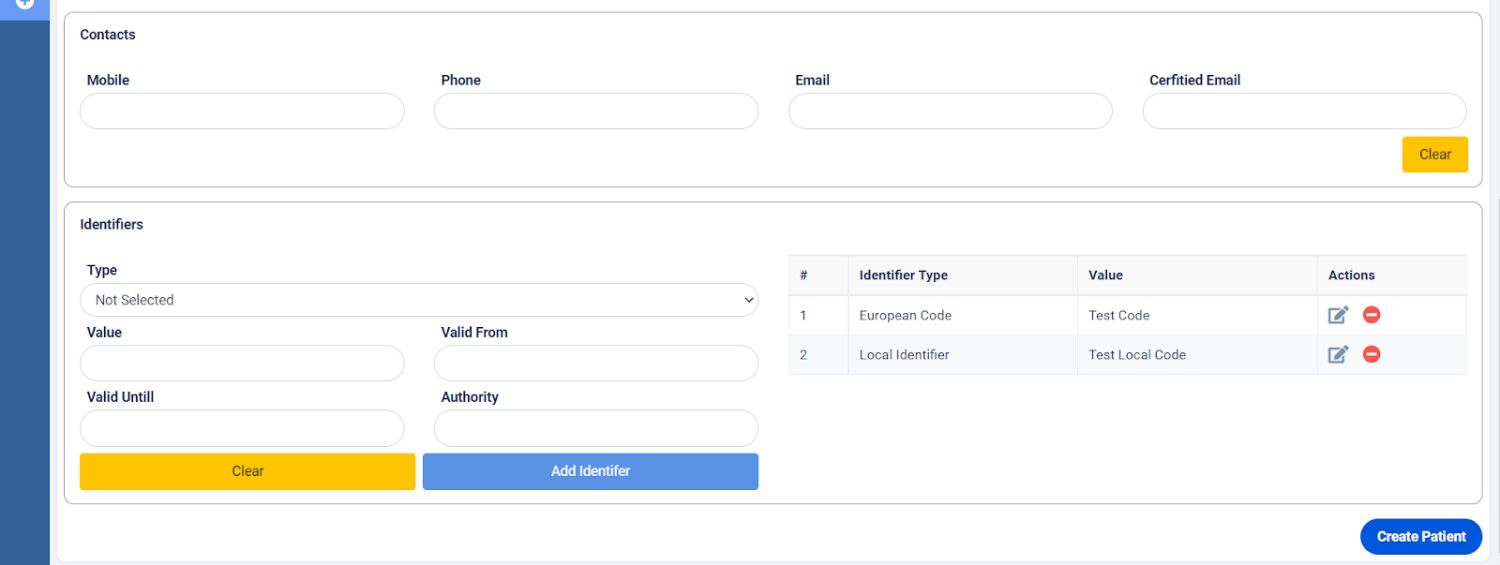 Contacts
Mobile Phone Email Cerfitied Email
Clear
Identifiers
Type
Not Selected
Value Valid From
Valid Untill Authority
Clear Add Identifer
# Identifier Type Value Actions
1 European Code Test Code
2 Local Identifier Test Local Code
Create Patient